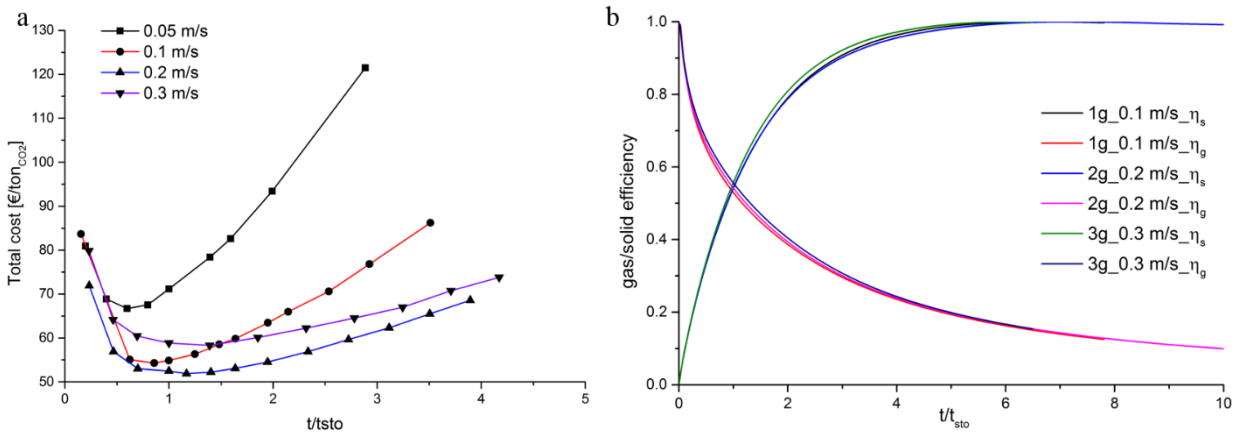 a
130
120
110
100
90
80
70
60
50
Total cost [€/ton_CO2]
0.05 m/s
0.1 m/s
0.2 m/s
0.3 m/s
0 1 2 3 4 5
t/tsto
b
1.0
0.8
0.6
0.4
0.2
0.0
gas/solid efficiency
1g_0.1 m/s_η_s
1g_0.1 m/s_η_g
2g_0.2 m/s_η_s
2g_0.2 m/s_η_g
3g_0.3 m/s_η_s
3g_0.3 m/s_η_g
0 2 4 6 8 10
t/t_sto